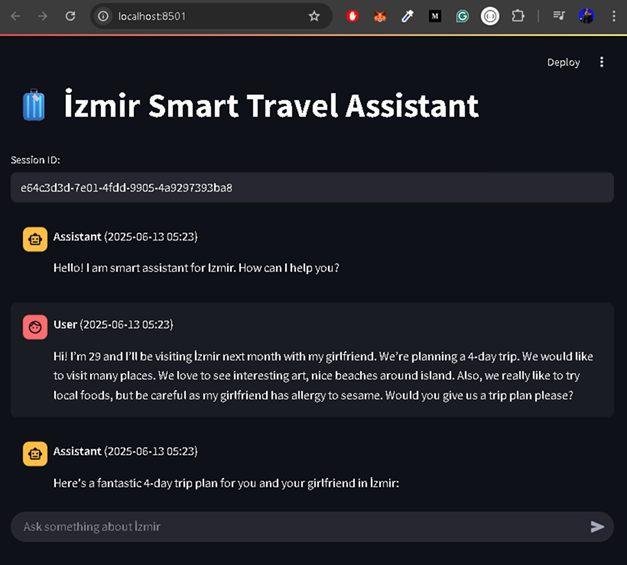 localhost:8501
Deploy
İzmir Smart Travel Assistant
Session ID:
e64c3d3d-7e01-4fdd-9905-4a9297393ba8
Assistant (2025-06-13 05:23)
Hello! I am smart assistant for Izmir. How can I help you?
User (2025-06-13 05:23)
Hi! I'm 29 and I'll be visiting İzmir next month with my girlfriend. We're planning a 4-day trip. We would like
to visit many places. We love to see interesting art, nice beaches around island. Also, we really like to try
local foods, but be careful as my girlfriend has allergy to sesame. Would you give us a trip plan please?
Assistant (2025-06-13 05:23)
Here's a fantastic 4-day trip plan for you and your girlfriend in İzmir:
Ask something about İzmir